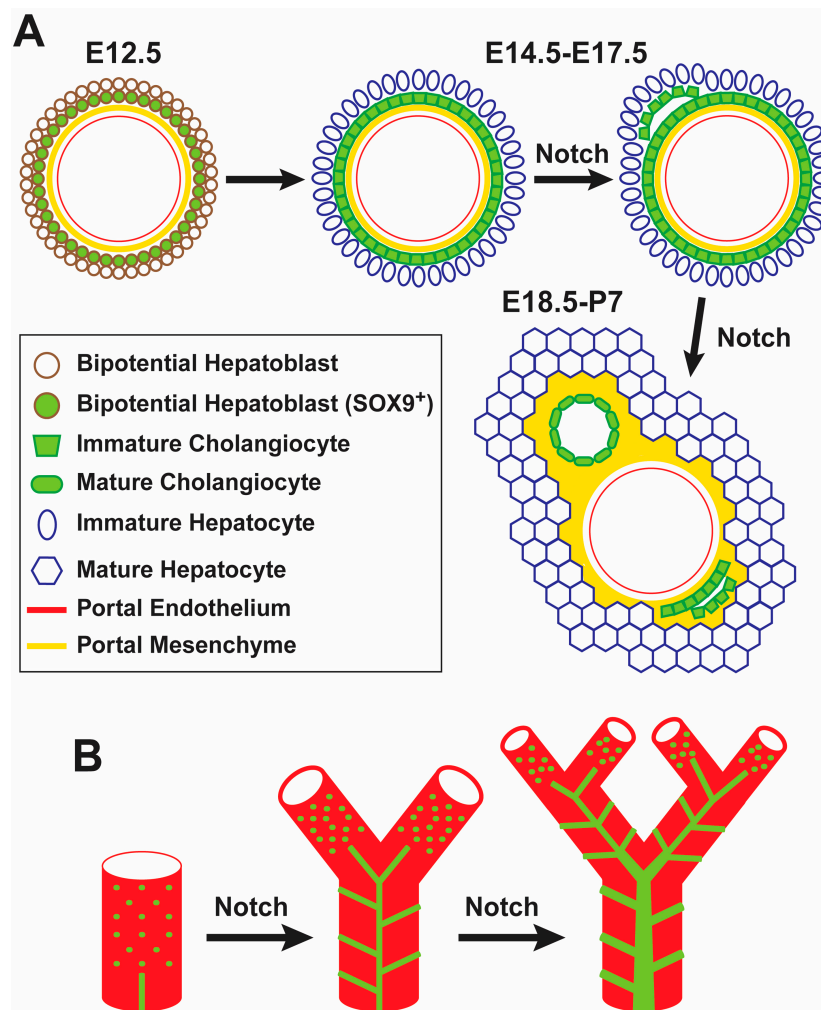 A
E12.5
E14.5-E17.5
Notch
E18.5-P7
Notch
Bipotential Hepatoblast
Bipotential Hepatoblast (SOX9⁺)
Immature Cholangiocyte
Mature Cholangiocyte
Immature Hepatocyte
Mature Hepatocyte
Portal Endothelium
Portal Mesenchyme
B
Notch
Notch